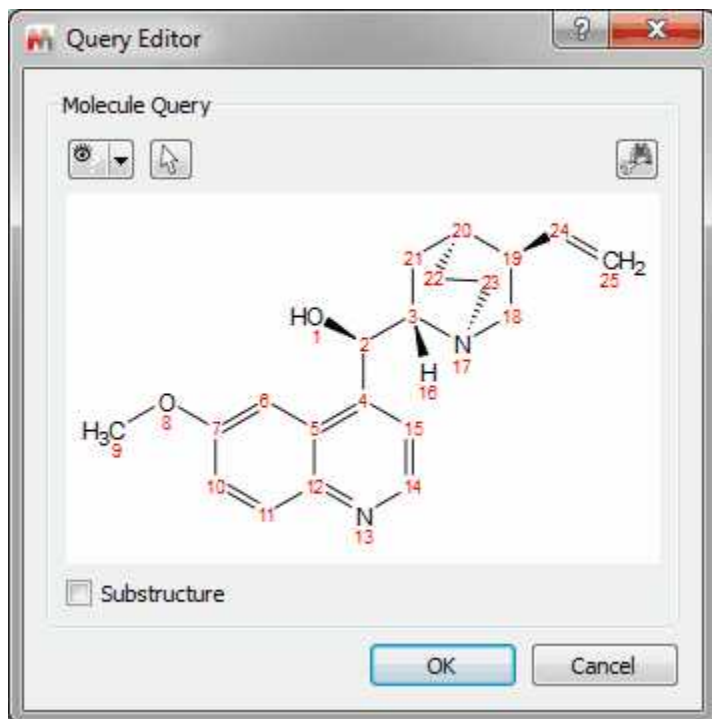 Query Editor
?
X
Molecule Query
20
24
21
19
22
23
CH2
25
3
18
HO
1
2
N
17
H
16
O
8
6
4
H3C
9
7
5
15
10
12
14
11
N
13
Substructure
OK
Cancel